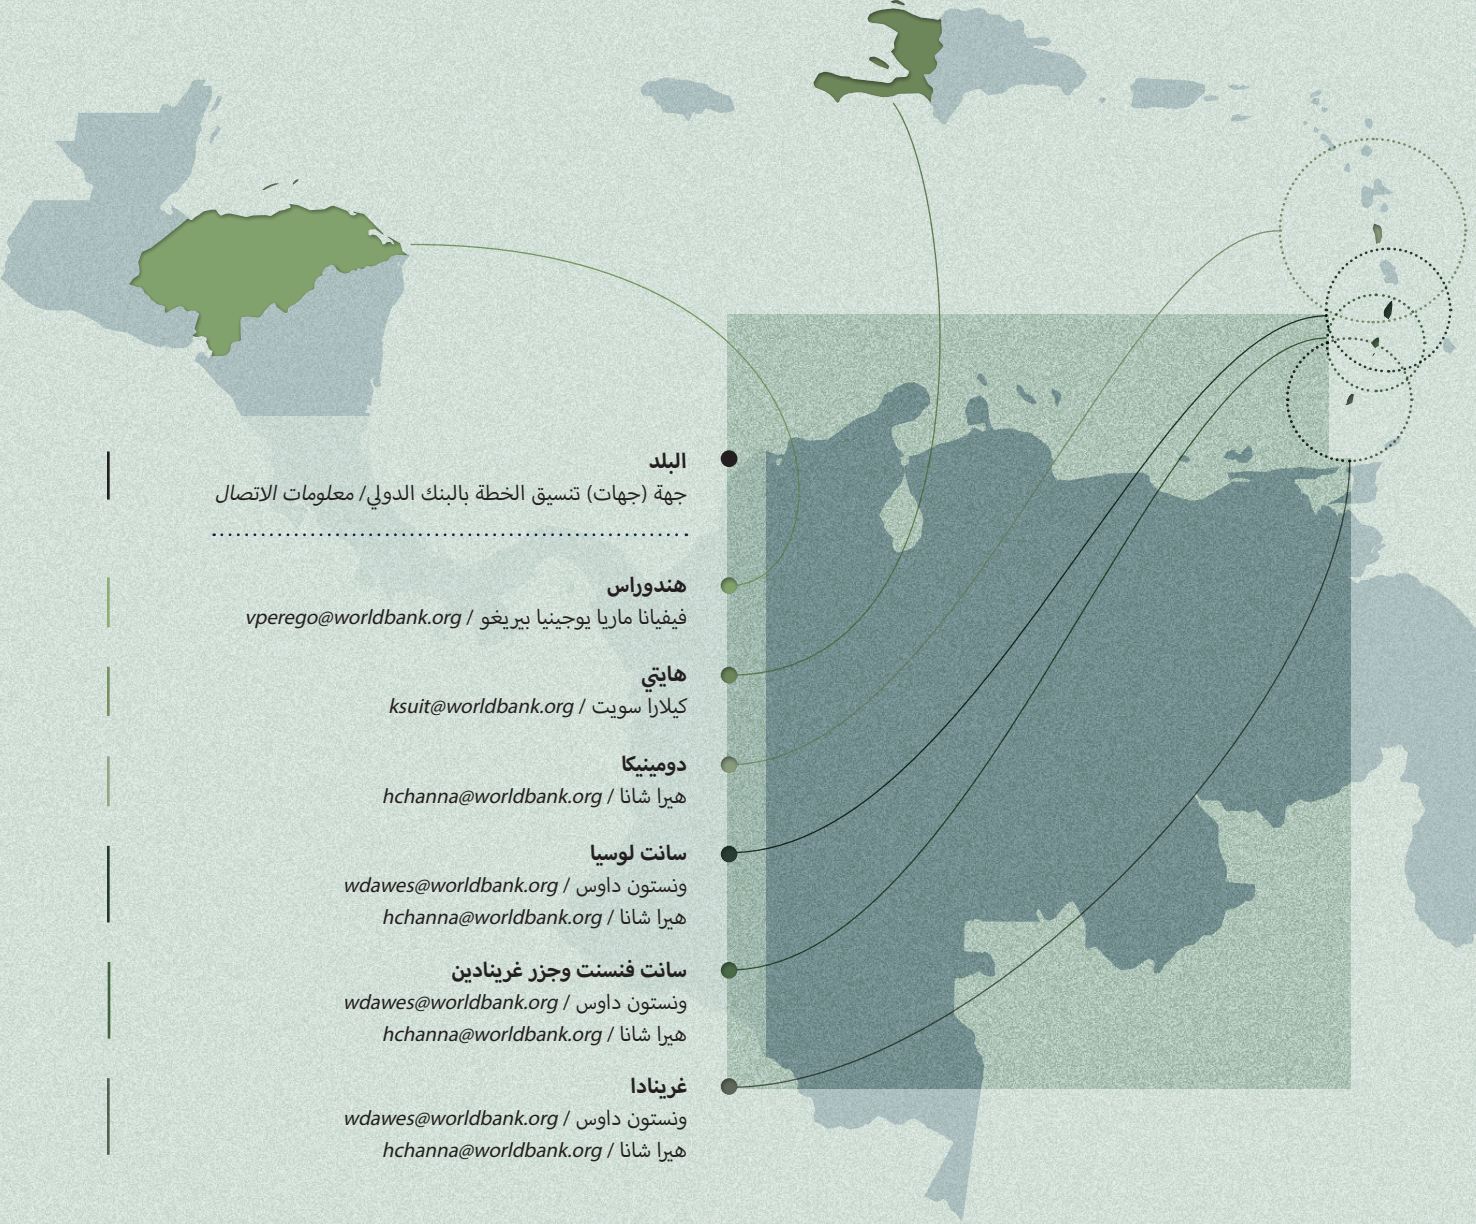 البلد
جهة (جهات) تنسيق الخطة بالبنك الدولي/ معلومات الاتصال
هندوراس
فيفيانا ماريا يوجينيا بيريغو / vperego@worldbank.org
هايتي
كيلارا سويت / ksuit@worldbank.org
دومينيكا
هيرا شانا / hchanna@worldbank.org
سانت لوسيا
ونستون داوس / wdawes@worldbank.org
هيرا شانا / hchanna@worldbank.org
سانت فنسنت وجزر غرينادين
ونستون داوس / wdawes@worldbank.org
هيرا شانا / hchanna@worldbank.org
غرينادا
ونستون داوس / wdawes@worldbank.org
هيرا شانا / hchanna@worldbank.org